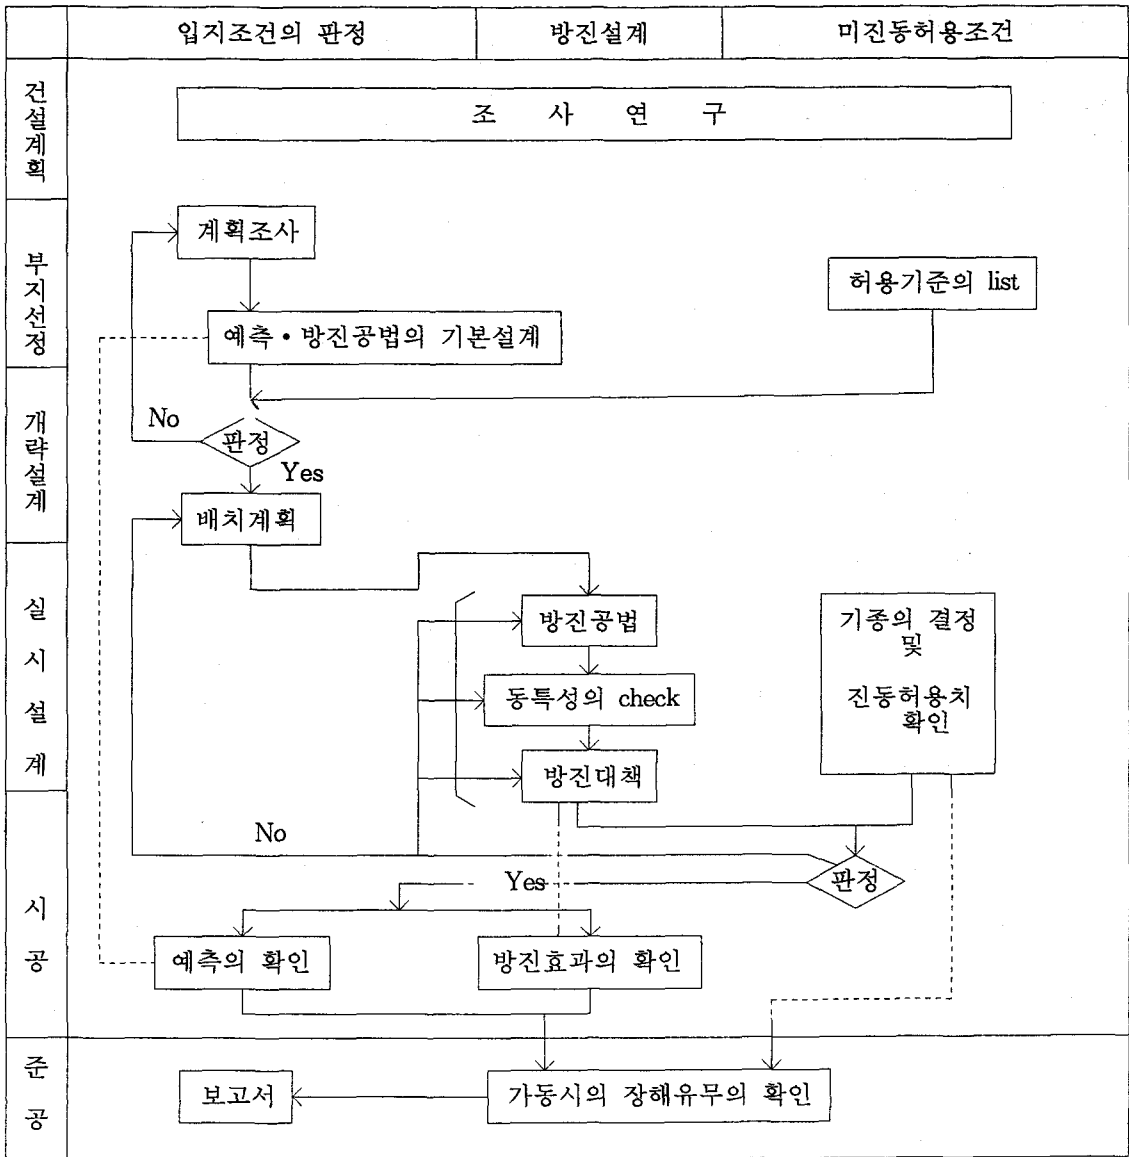 입지조건의 판정
방진설계
미진동허용조건
건설계획
조 사 연 구
부지선정
계획조사
허용기준의 list
예측·방진공법의 기본설계
개략설계
No
판정
Yes
배치계획
실시설계
방진공법
기종의 결정
및
진동허용치
확인
동특성의 check
방진대책
No
시공
판정
Yes
예측의 확인
방진효과의 확인
준공
보고서
가동시의 장해유무의 확인